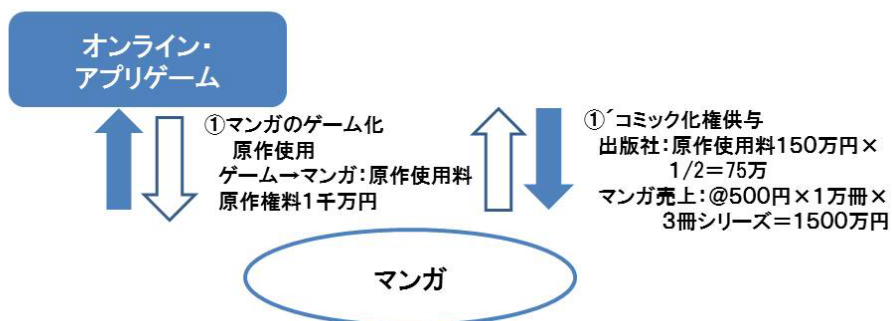 オンライン・
アプリゲーム
①マンガのゲーム化
原作使用
ゲーム→マンガ:原作使用料
原作権料1千万円
①´コミック化権供与
出版社:原作使用料150万円×
1/2=75万
マンガ売上:@500円×1万冊×
3冊シリーズ=1500万円
マンガ